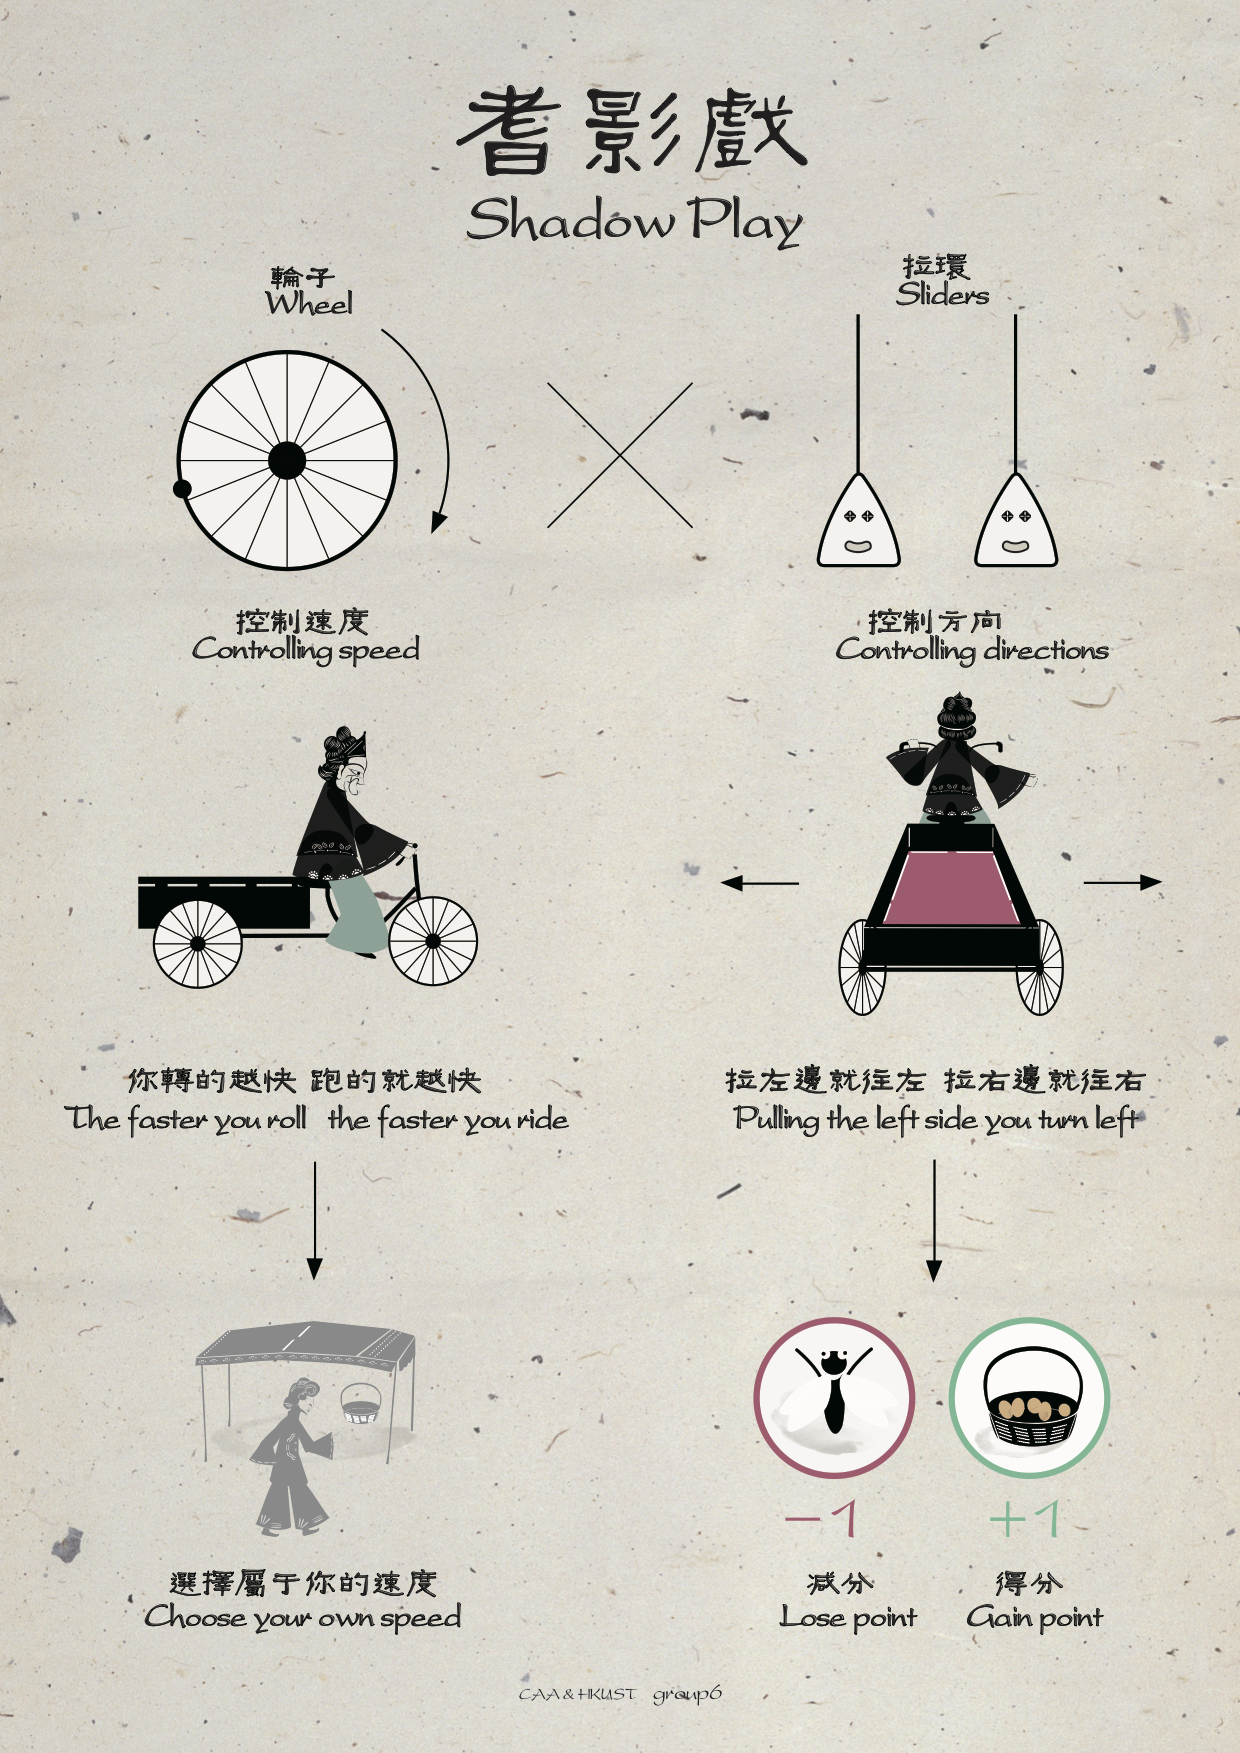 耆影戲
Shadow Play
輪子
Wheel
拉環
Sliders
控制速度
Controlling speed
控制方向
Controlling directions
你轉的越快 跑的就越快
The faster you roll the faster you ride
拉左邊就往左 拉右邊就往右
Pulling the left side you turn left
選擇屬于你的速度
Choose your own speed
-1
减分
Lose point
+1
得分
Gain point
CAA & HKUST group6